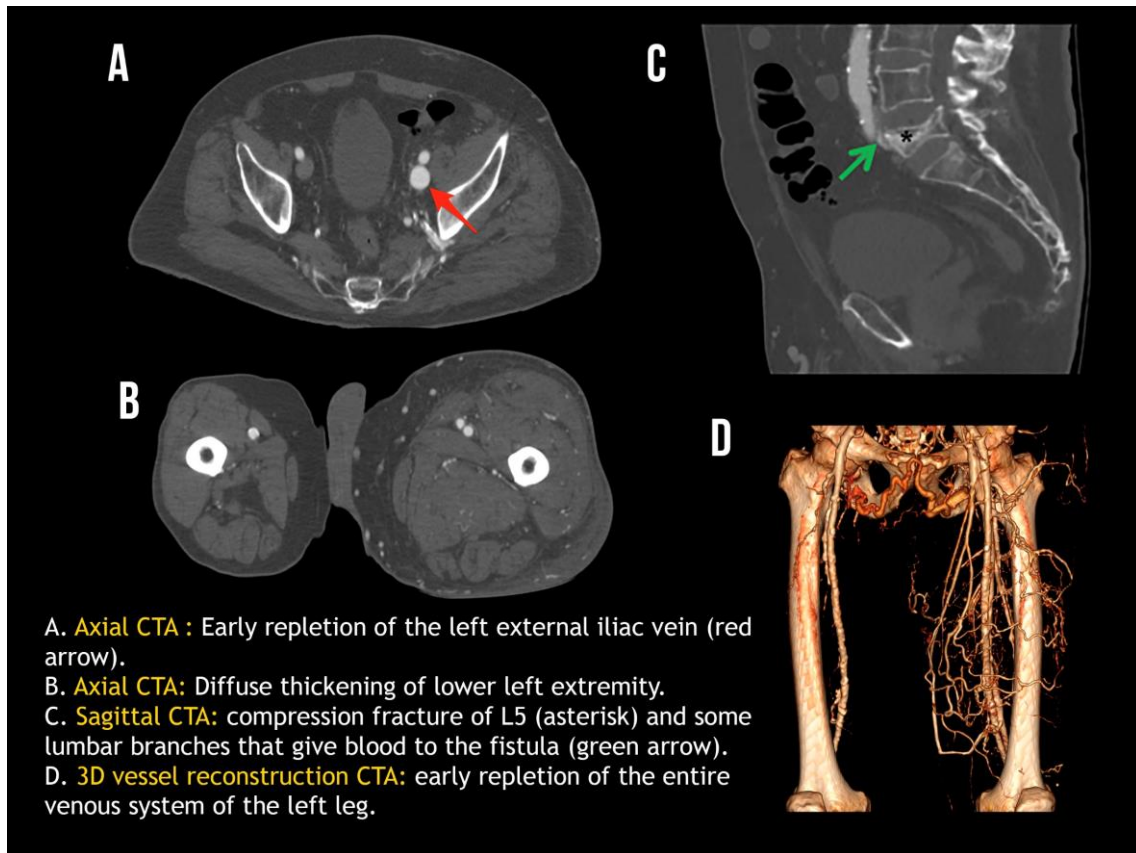 A
C
*
B
D
A. Axial CTA : Early repletion of the left external iliac vein (red
arrow).
B. Axial CTA: Diffuse thickening of lower left extremity.
C. Sagittal CTA: compression fracture of L5 (asterisk) and some
lumbar branches that give blood to the fistula (green arrow).
D. 3D vessel reconstruction CTA: early repletion of the entire
venous system of the left leg.